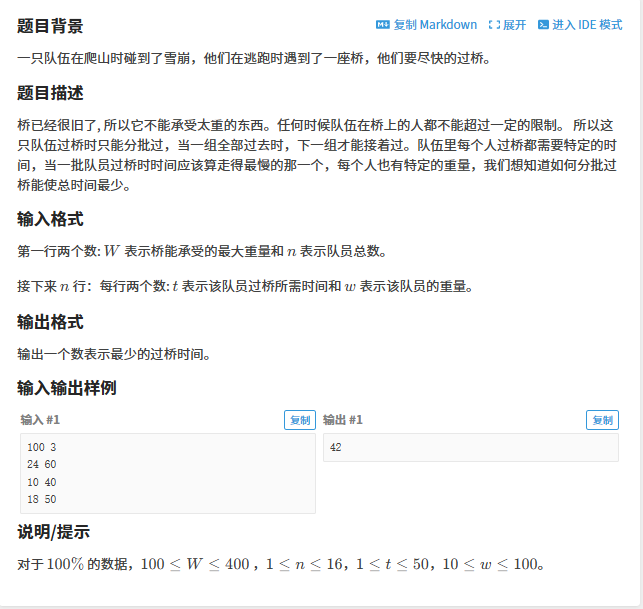 题目背景
复制 Markdown 展开 进入 IDE 模式
一只队伍在爬山时碰到了雪崩，他们在逃跑时遇到了一座桥，他们要尽快的过桥。
题目描述
桥已经很旧了, 所以它不能承受太重的东西。任何时候队伍在桥上的人都不能超过一定的限制。 所以这
只队伍过桥时只能分批过，当一组全部过去时，下一组才能接着过。队伍里每个人过桥都需要特定的时
间，当一批队员过桥时时间应该算走得最慢的那一个，每个人也有特定的重量，我们想知道如何分批过
桥能使总时间最少。
输入格式
第一行两个数: W 表示桥能承受的最大重量和 n 表示队员总数。
接下来 n 行：每行两个数: t 表示该队员过桥所需时间和 w 表示该队员的重量。
输出格式
输出一个数表示最少的过桥时间。
输入输出样例
输入 #1 复制
100 3
24 60
10 40
18 50
输出 #1 复制
42
说明/提示
对于 100% 的数据，100 ≤ W ≤ 400 ，1 ≤ n ≤ 16，1 ≤ t ≤ 50，10 ≤ w ≤ 100。